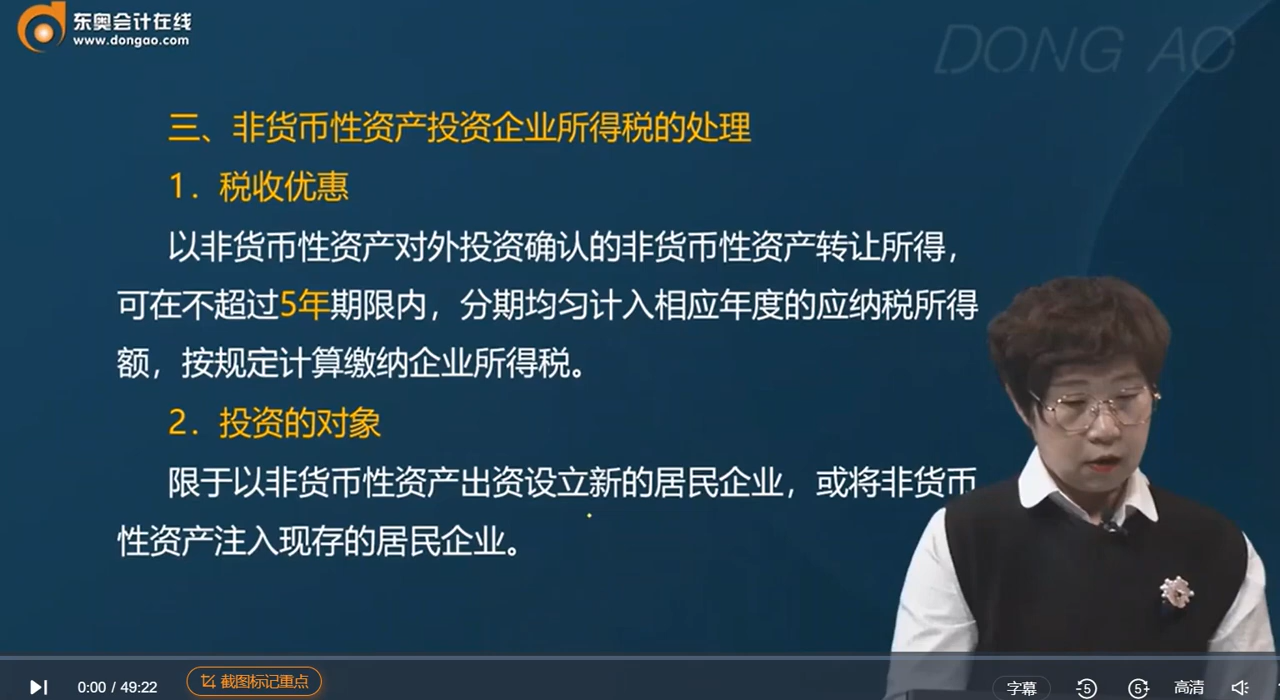 东奥会计在线
www.dongao.com
DONG AO
三、非货币性资产投资企业所得税的处理
1．税收优惠
以非货币性资产对外投资确认的非货币性资产转让所得，
可在不超过5年期限内，分期均匀计入相应年度的应纳税所得
额，按规定计算缴纳企业所得税。
2．投资的对象
限于以非货币性资产出资设立新的居民企业，或将非货币
性资产注入现存的居民企业。
0:00 / 49:22
截图标记重点
字幕
5
5
高清